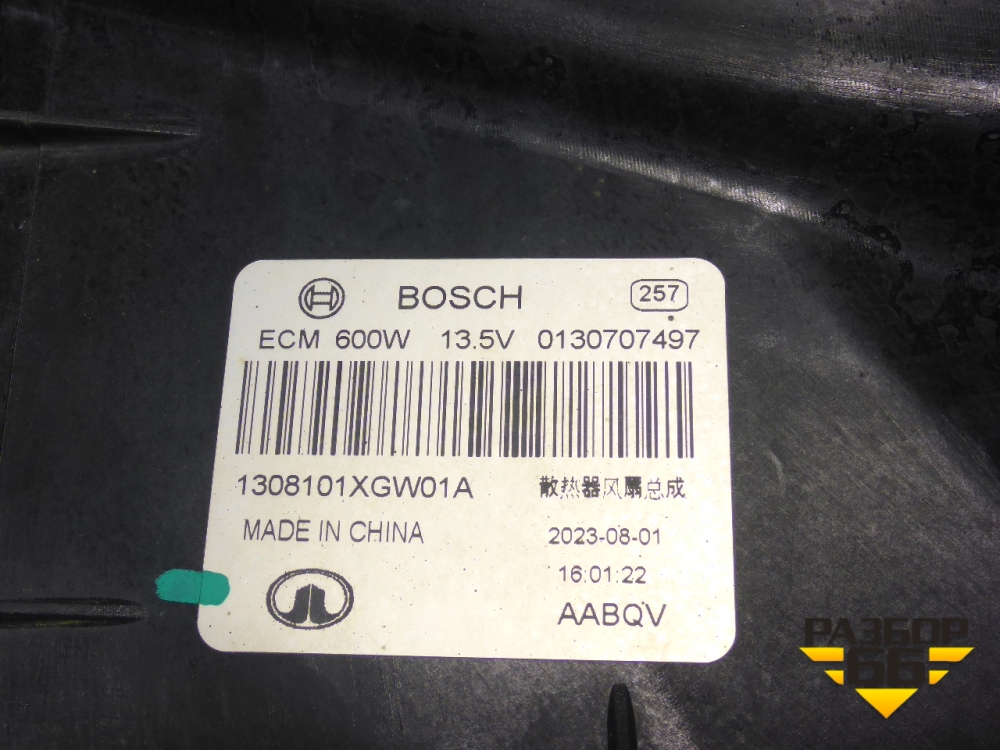 BOSCH 257
ECM 600W 13.5V 0130707497
1308101XGW01A 散热器风扇总成
MADE IN CHINA 2023-08-01
16:01:22
AABQV
РАЗБОР
66